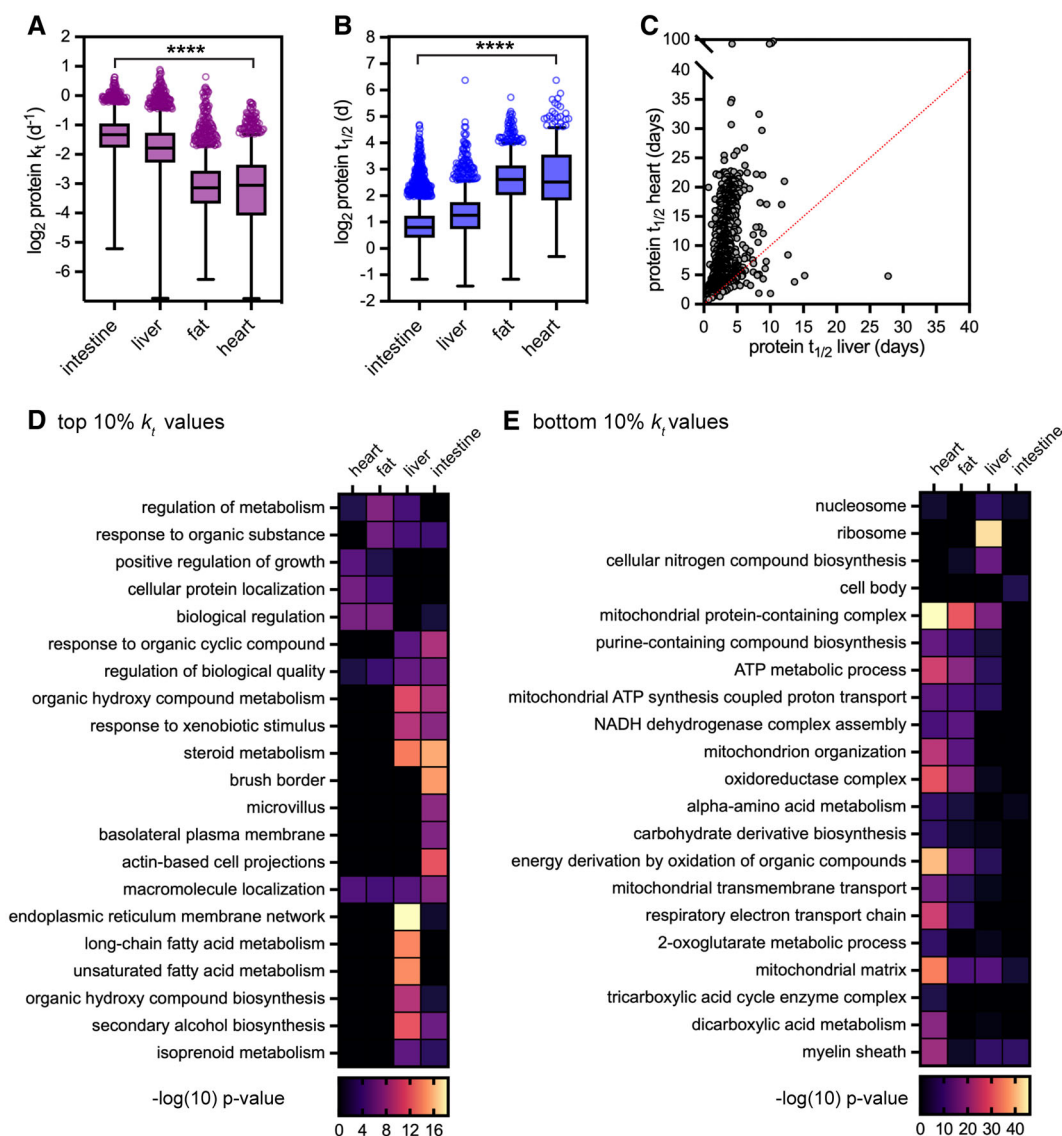 A
log2 protein kt (d-1)
2
1
0
-1
-2
-3
-4
-5
-6
****
intestine
liver
fat
heart
B
log2 protein t1/2 (d)
8
7
6
5
4
3
2
1
0
-1
-2
****
intestine
liver
fat
heart
C
protein t1/2 heart (days)
100
40
35
30
25
20
15
10
5
0
0 5 10 15 20 25 30 35 40
protein t1/2 liver (days)
D top 10% kt values
heart
fat
liver
intestine
regulation of metabolism
response to organic substance
positive regulation of growth
cellular protein localization
biological regulation
response to organic cyclic compound
regulation of biological quality
organic hydroxy compound metabolism
response to xenobiotic stimulus
steroid metabolism
brush border
microvillus
basolateral plasma membrane
actin-based cell projections
macromolecule localization
endoplasmic reticulum membrane network
long-chain fatty acid metabolism
unsaturated fatty acid metabolism
organic hydroxy compound biosynthesis
secondary alcohol biosynthesis
isoprenoid metabolism
-log(10) p-value
0 4 8 12 16
E bottom 10% kt values
heart
fat
liver
intestine
nucleosome
ribosome
cellular nitrogen compound biosynthesis
cell body
mitochondrial protein-containing complex
purine-containing compound biosynthesis
ATP metabolic process
mitochondrial ATP synthesis coupled proton transport
NADH dehydrogenase complex assembly
mitochondrion organization
oxidoreductase complex
alpha-amino acid metabolism
carbohydrate derivative biosynthesis
energy derivation by oxidation of organic compounds
mitochondrial transmembrane transport
respiratory electron transport chain
2-oxoglutarate metabolic process
mitochondrial matrix
tricarboxylic acid cycle enzyme complex
dicarboxylic acid metabolism
myelin sheath
-log(10) p-value
0 10 20 30 40